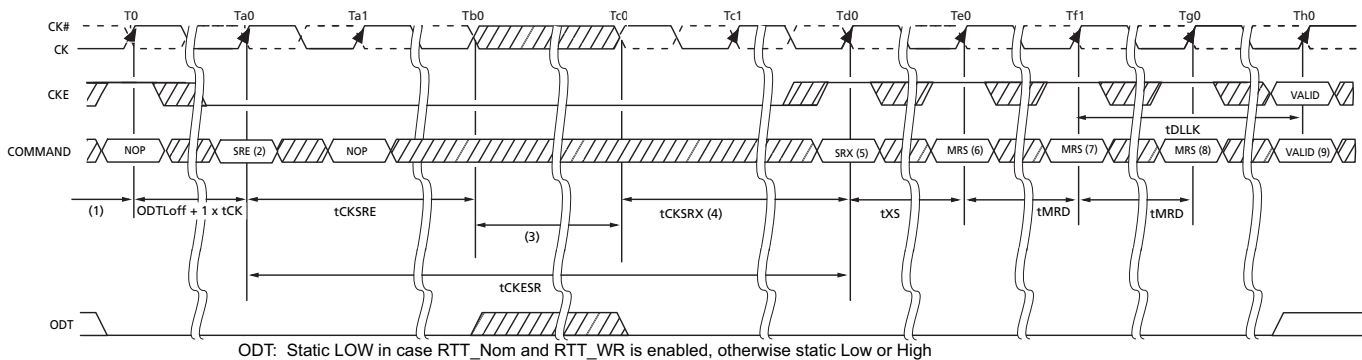 T0 Ta0 Ta1 Tb0 Tc0 Tc1 Td0 Te0 Tf1 Tg0 Th0
CK#
CK
CKE
VALID
tDLLK
COMMAND NOP SRE (2) NOP SRX (5) MRS (6) MRS (7) MRS (8) VALID (9)
(1) ODTLoff + 1 x tCK tCKSRE tCKSRX (4) tXS tMRD tMRD
(3)
tCKESR
ODT
ODT: Static LOW in case RTT_Nom and RTT_WR is enabled, otherwise static Low or High